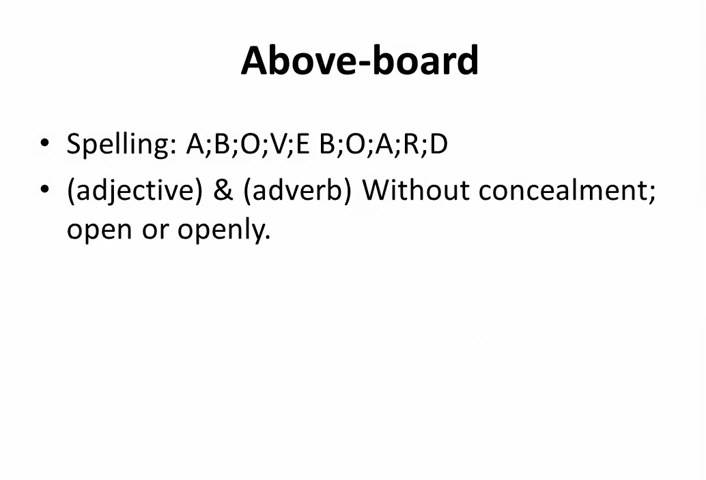 Above-board
• Spelling: A;B;O;V;E B;O;A;R;D
• (adjective) & (adverb) Without concealment;
open or openly.